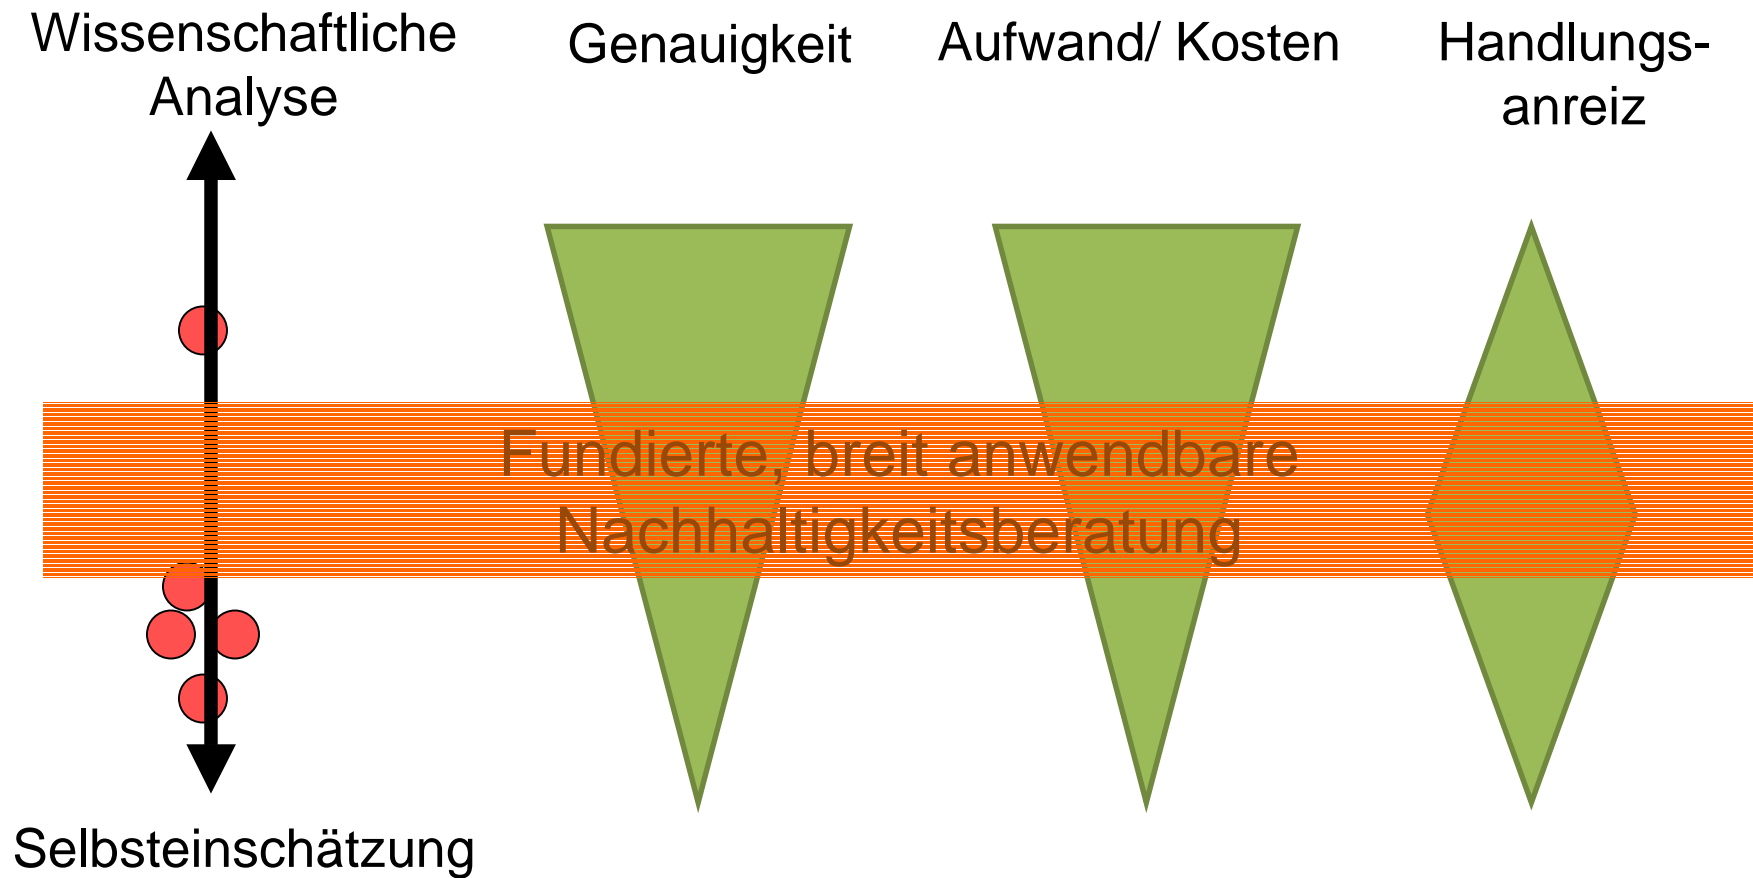 Wissenschaftliche
Analyse
Genauigkeit
Aufwand/ Kosten
Handlungs-
anreiz
Fundierte, breit anwendbare
Nachhaltigkeitsberatung
Selbsteinschätzung